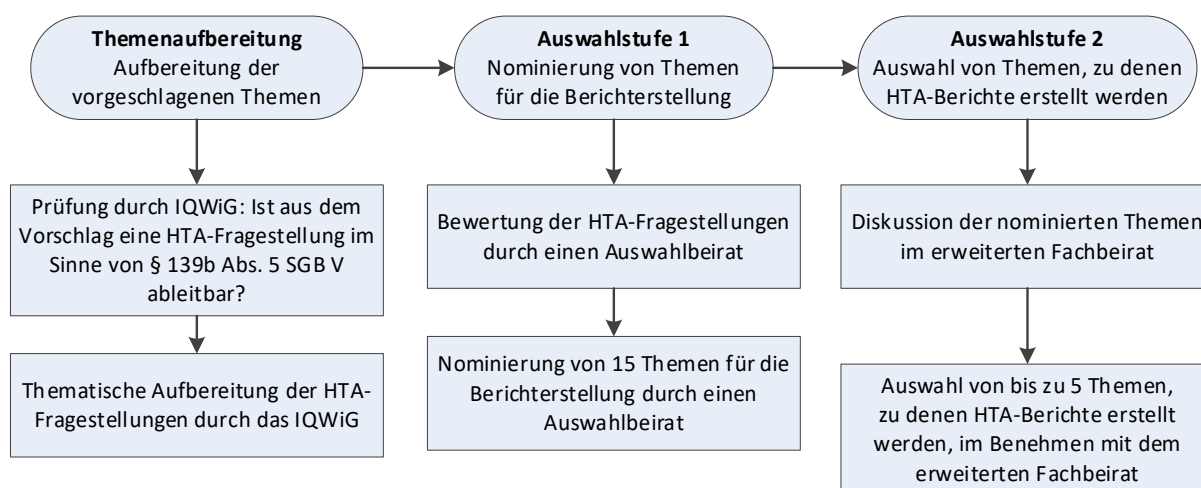 Themenaufbereitung
Aufbereitung der
vorgeschlagenen Themen
Auswahlstufe 1
Nominierung von Themen
für die Berichterstellung
Auswahlstufe 2
Auswahl von Themen, zu denen
HTA-Berichte erstellt werden
Prüfung durch IQWiG: Ist aus dem
Vorschlag eine HTA-Fragestellung im
Sinne von § 139b Abs. 5 SGB V
ableitbar?
Bewertung der HTA-Fragestellungen
durch einen Auswahlbeirat
Diskussion der nominierten Themen
im erweiterten Fachbeirat
Thematische Aufbereitung der HTA-
Fragestellungen durch das IQWiG
Nominierung von 15 Themen für die
Berichterstellung durch einen
Auswahlbeirat
Auswahl von bis zu 5 Themen,
zu denen HTA-Berichte erstellt
werden, im Benehmen mit dem
erweiterten Fachbeirat